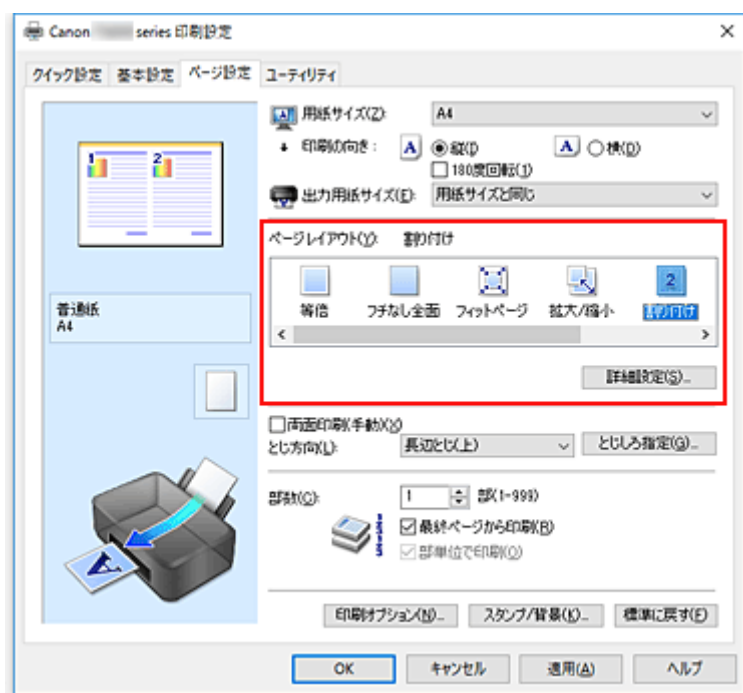 Canon series 印刷設定
クイック設定 基本設定 ページ設定 ユーティリティ
用紙サイズ(Z): A4
印刷の向き: A 縦(I) A 横(D)
180度回転(1)
出力用紙サイズ(E): 用紙サイズと同じ
1 2
ページレイアウト(Y): 割り付け
2
等倍 フチなし全面 フィットページ 拡大/縮小 割り付け
普通紙
A4
詳細設定(S)...
両面印刷(手動)(X)
とじ方向(L): 長辺とじ(上) とじしろ指定(G)...
部数(C): 1 部(1-999)
最終ページから印刷(R)
部単位で印刷(O)
A
印刷オプション(N)... スタンプ/背景(K)... 標準に戻す(F)
OK キャンセル 適用(A) ヘルプ